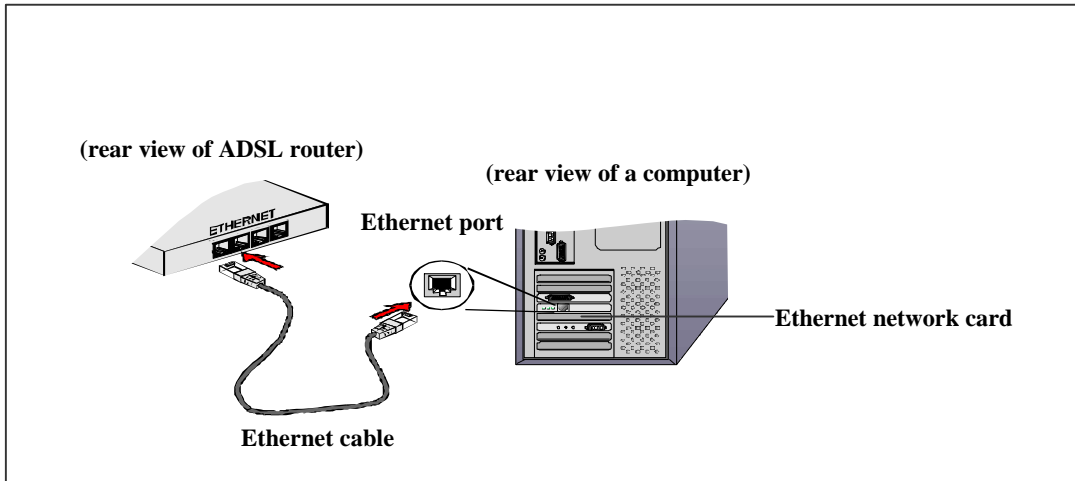 (rear view of ADSL router)
(rear view of a computer)
ETHERNET
Ethernet port
Ethernet network card
Ethernet cable